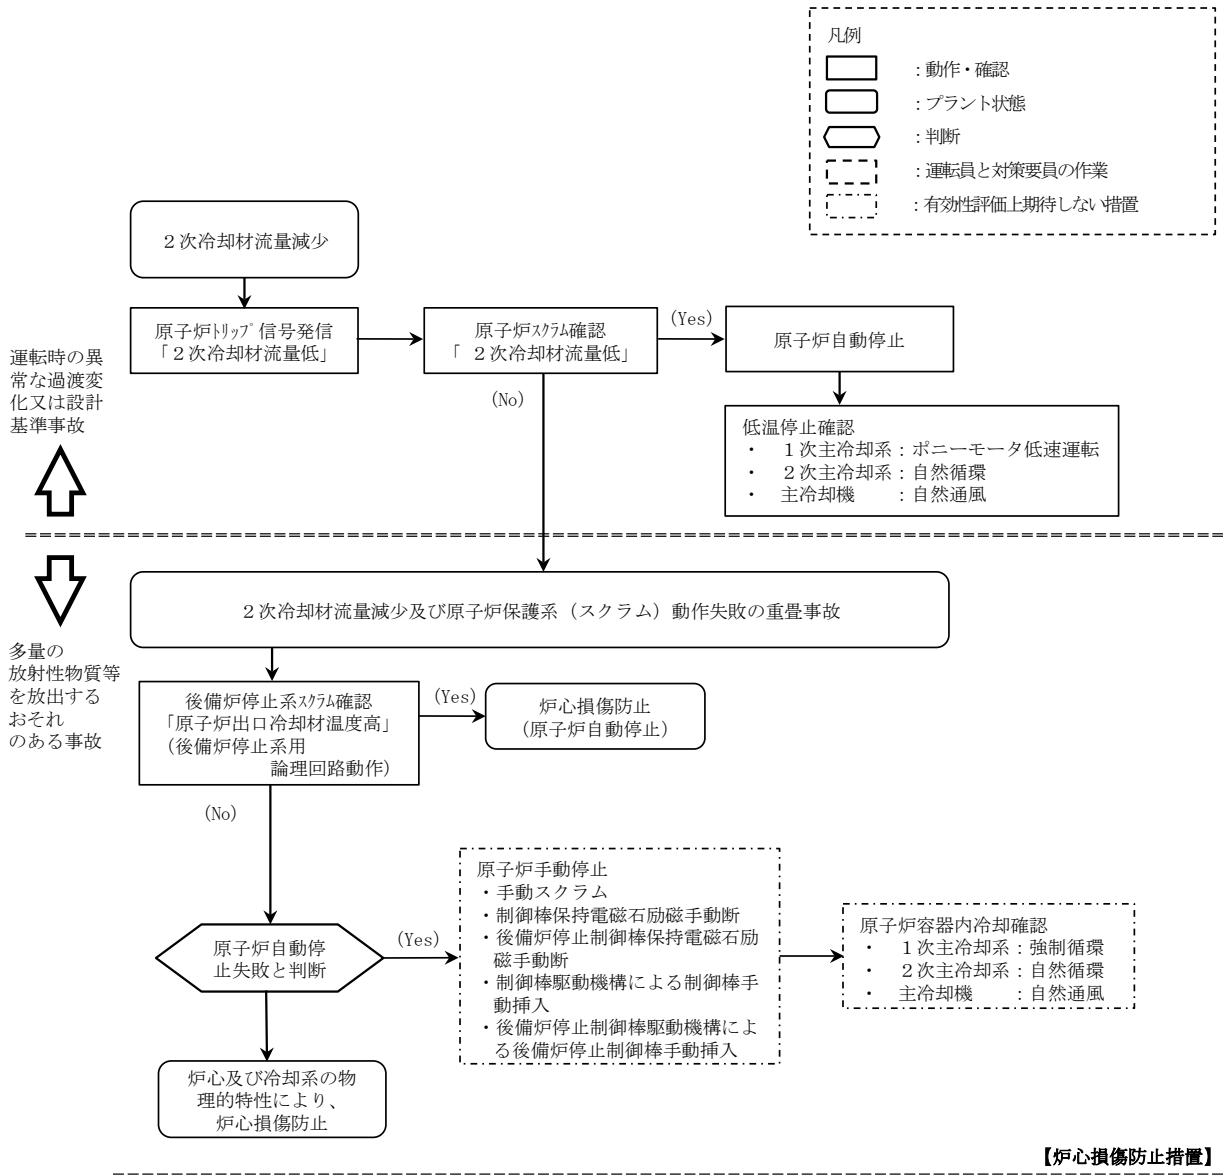 凡例
：動作・確認
：プラント状態
：判断
：運転員と対策要員の作業
：有効性評価上期待しない措置
２次冷却材流量減少
原子炉ﾄﾘｯﾌﾟ信号発信
「２次冷却材流量低」
原子炉ｽｸﾗﾑ確認
「 ２次冷却材流量低」
(Yes)
原子炉自動停止
(No)
低温停止確認
・ １次主冷却系：ポニーモータ低速運転
・ ２次主冷却系：自然循環
・ 主冷却機 ：自然通風
運転時の異
常な過渡変
化又は設計
基準事故
多量の
放射性物質等
を放出する
おそれ
のある事故
２次冷却材流量減少及び原子炉保護系（スクラム）動作失敗の重畳事故
後備炉停止系ｽｸﾗﾑ確認
「原子炉出口冷却材温度高」
（後備炉停止系用
論理回路動作）
(Yes)
炉心損傷防止
（原子炉自動停止）
(No)
原子炉自動停
止失敗と判断
(Yes)
原子炉手動停止
・手動スクラム
・制御棒保持電磁石励磁手動断
・後備炉停止制御棒保持電磁石励
磁手動断
・制御棒駆動機構による制御棒手
動挿入
・後備炉停止制御棒駆動機構によ
る後備炉停止制御棒手動挿入
原子炉容器内冷却確認
・ １次主冷却系：強制循環
・ ２次主冷却系：自然循環
・ 主冷却機 ：自然通風
炉心及び冷却系の物
理的特性により、
炉心損傷防止
【炉心損傷防止措置】